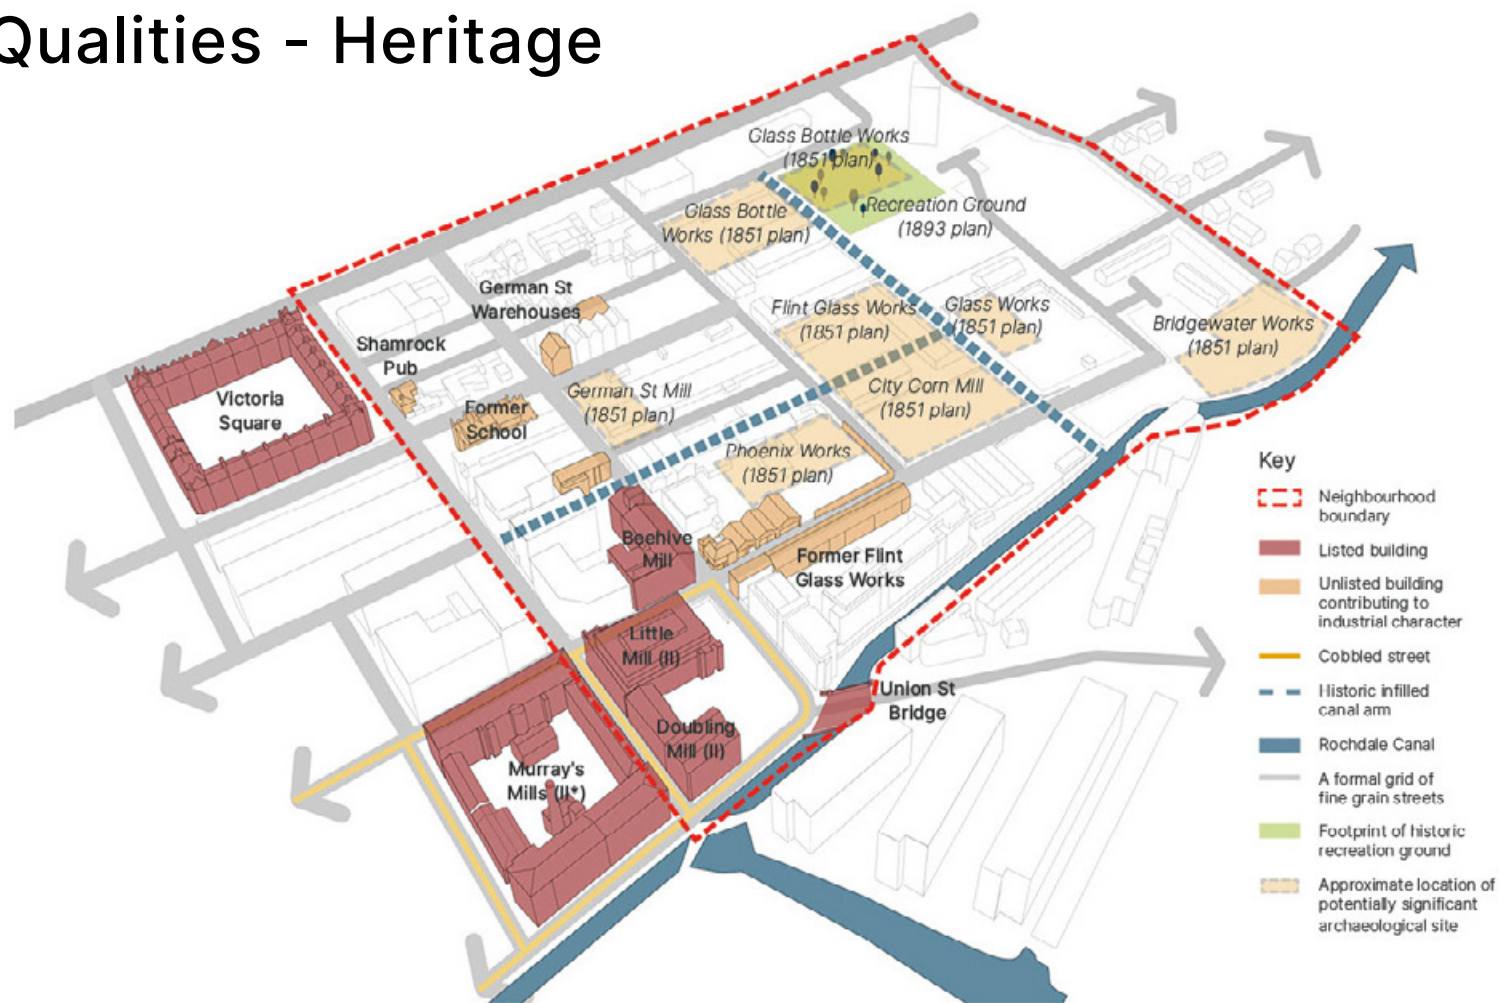 Qualities - Heritage
Glass Bottle Works
(1851 plan)
Glass Bottle
Works (1851 plan)
Recreation Ground
(1893 plan)
German St
Warehouses
Flint Glass Works
(1851 plan)
Glass Works
(1851 plan)
Bridgewater Works
(1851 plan)
Shamrock
Pub
Victoria
Square
Former
School
German St Mill
(1851 plan)
City Corn Mill
(1851 plan)
Phoenix Works
(1851 plan)
Beehive
Mill
Former Flint
Glass Works
Little
Mill (II)
Union St
Bridge
Doubling
Mill (II)
Murray's
Mills (II*)
Key
Neighbourhood
boundary
Listed building
Unlisted building
contributing to
industrial character
Cobbled street
Historic infilled
canal arm
Rochdale Canal
A formal grid of
fine grain streets
Footprint of historic
recreation ground
Approximate location of
potentially significant
archaeological site